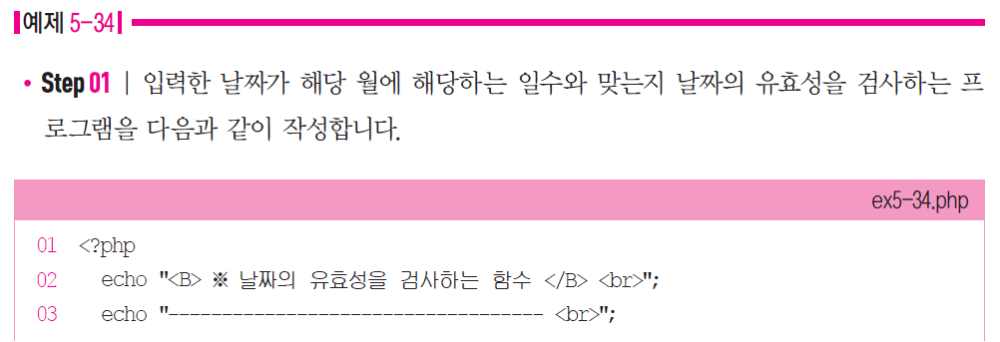 예제 5-34
• Step 01 | 입력한 날짜가 해당 월에 해당하는 일수와 맞는지 날짜의 유효성을 검사하는 프
로그램을 다음과 같이 작성합니다.
ex5-34.php
01 <?php
02 echo "<B> ※ 날짜의 유효성을 검사하는 함수 </B> <br>";
03 echo "----------------------------------- <br>";